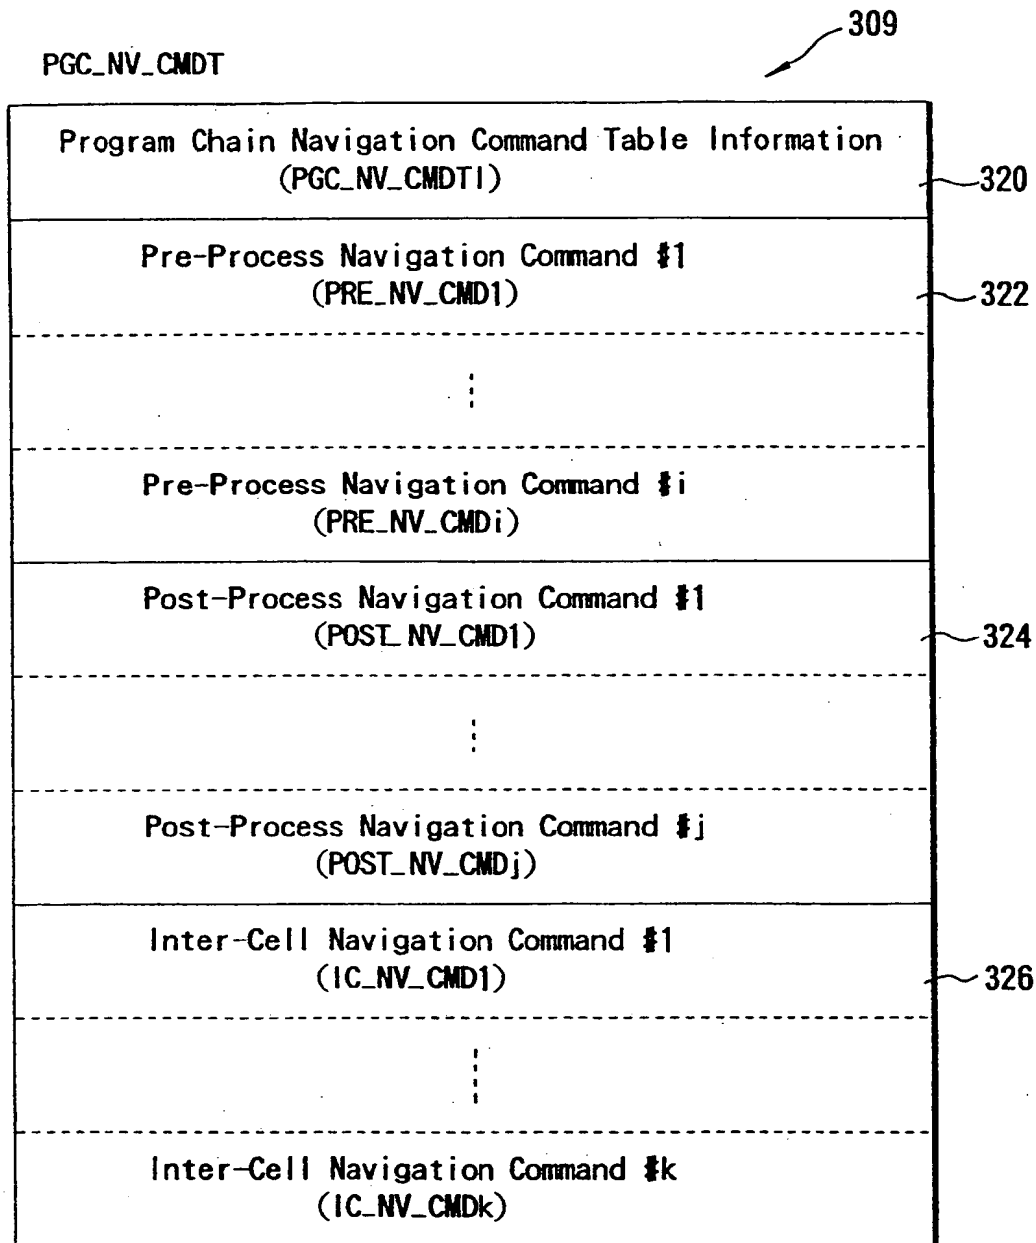 309
PGC_NV_CMDT
Program Chain Navigation Command Table Information
(PGC_NV_CMDTI)
320
Pre-Process Navigation Command #1
(PRE_NV_CMD1)
322
Pre-Process Navigation Command #i
(PRE_NV_CMDi)
Post-Process Navigation Command #1
(POST_NV_CMD1)
324
Post-Process Navigation Command #j
(POST_NV_CMDj)
Inter-Cell Navigation Command #1
(IC_NV_CMD1)
326
Inter-Cell Navigation Command #k
(IC_NV_CMDk)